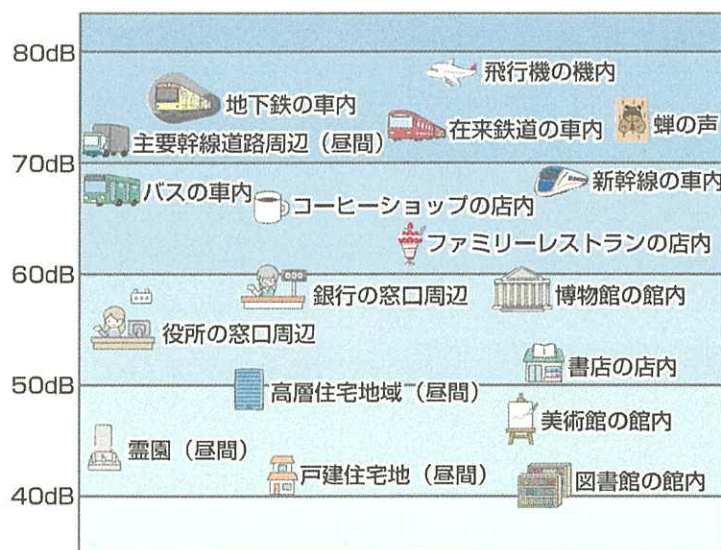 80dB
飛行機の機内
地下鉄の車内
在来鉄道の車内
蝉の声
主要幹線道路周辺（昼間）
70dB
バスの車内
新幹線の車内
コーヒーショップの店内
ファミリーレストランの店内
60dB
銀行の窓口周辺
博物館の館内
役所の窓口周辺
書店の店内
50dB
高層住宅地域（昼間）
美術館の館内
霊園（昼間）
戸建住宅地（昼間）
図書館の館内
40dB